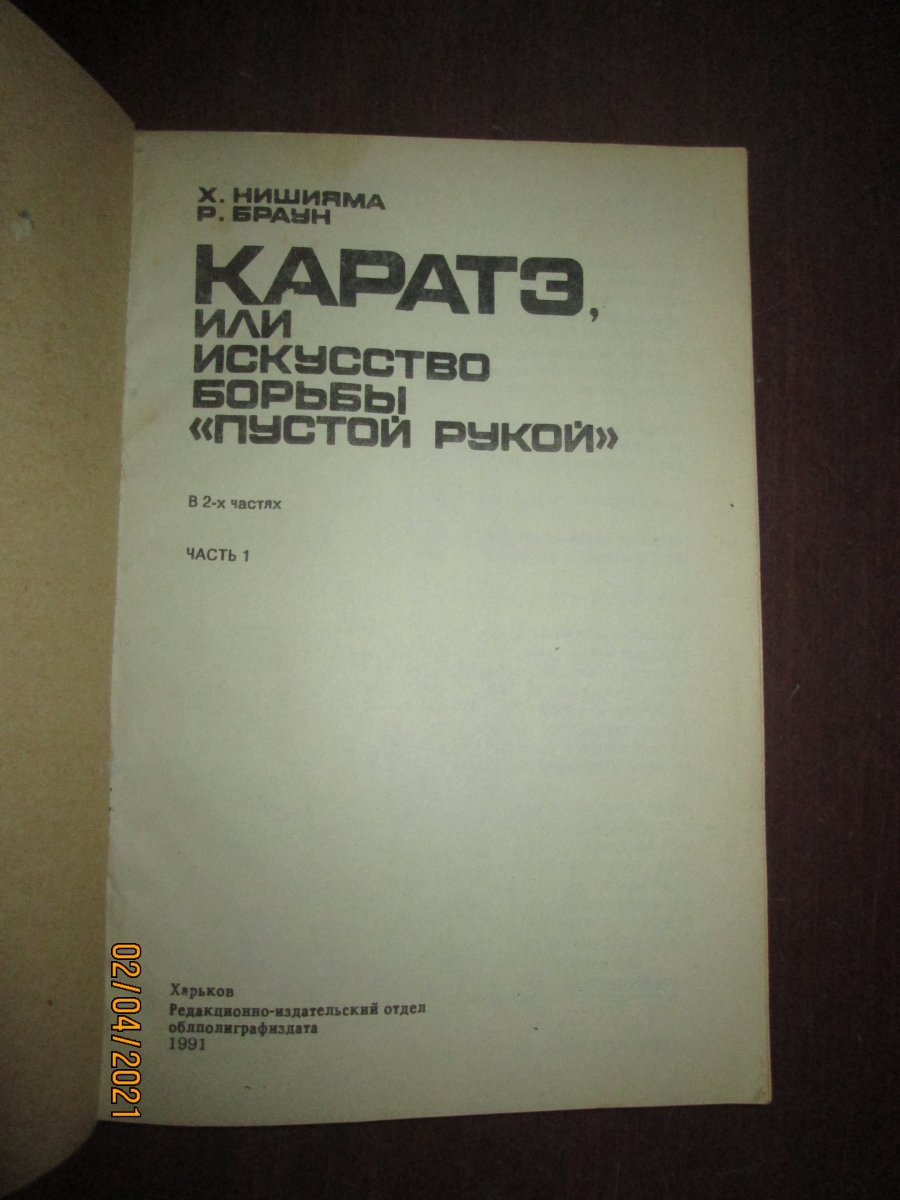 Х. НИШИЯМА
Р. БРАУН
КАРАТЭ,
ИЛИ
ИСКУССТВО
БОРЬБЫ
«ПУСТОЙ РУКОЙ»
В 2-х частях
ЧАСТЬ 1
Харьков
Редакционно-издательский отдел
облполиграфиздата
1991
02/04/2021